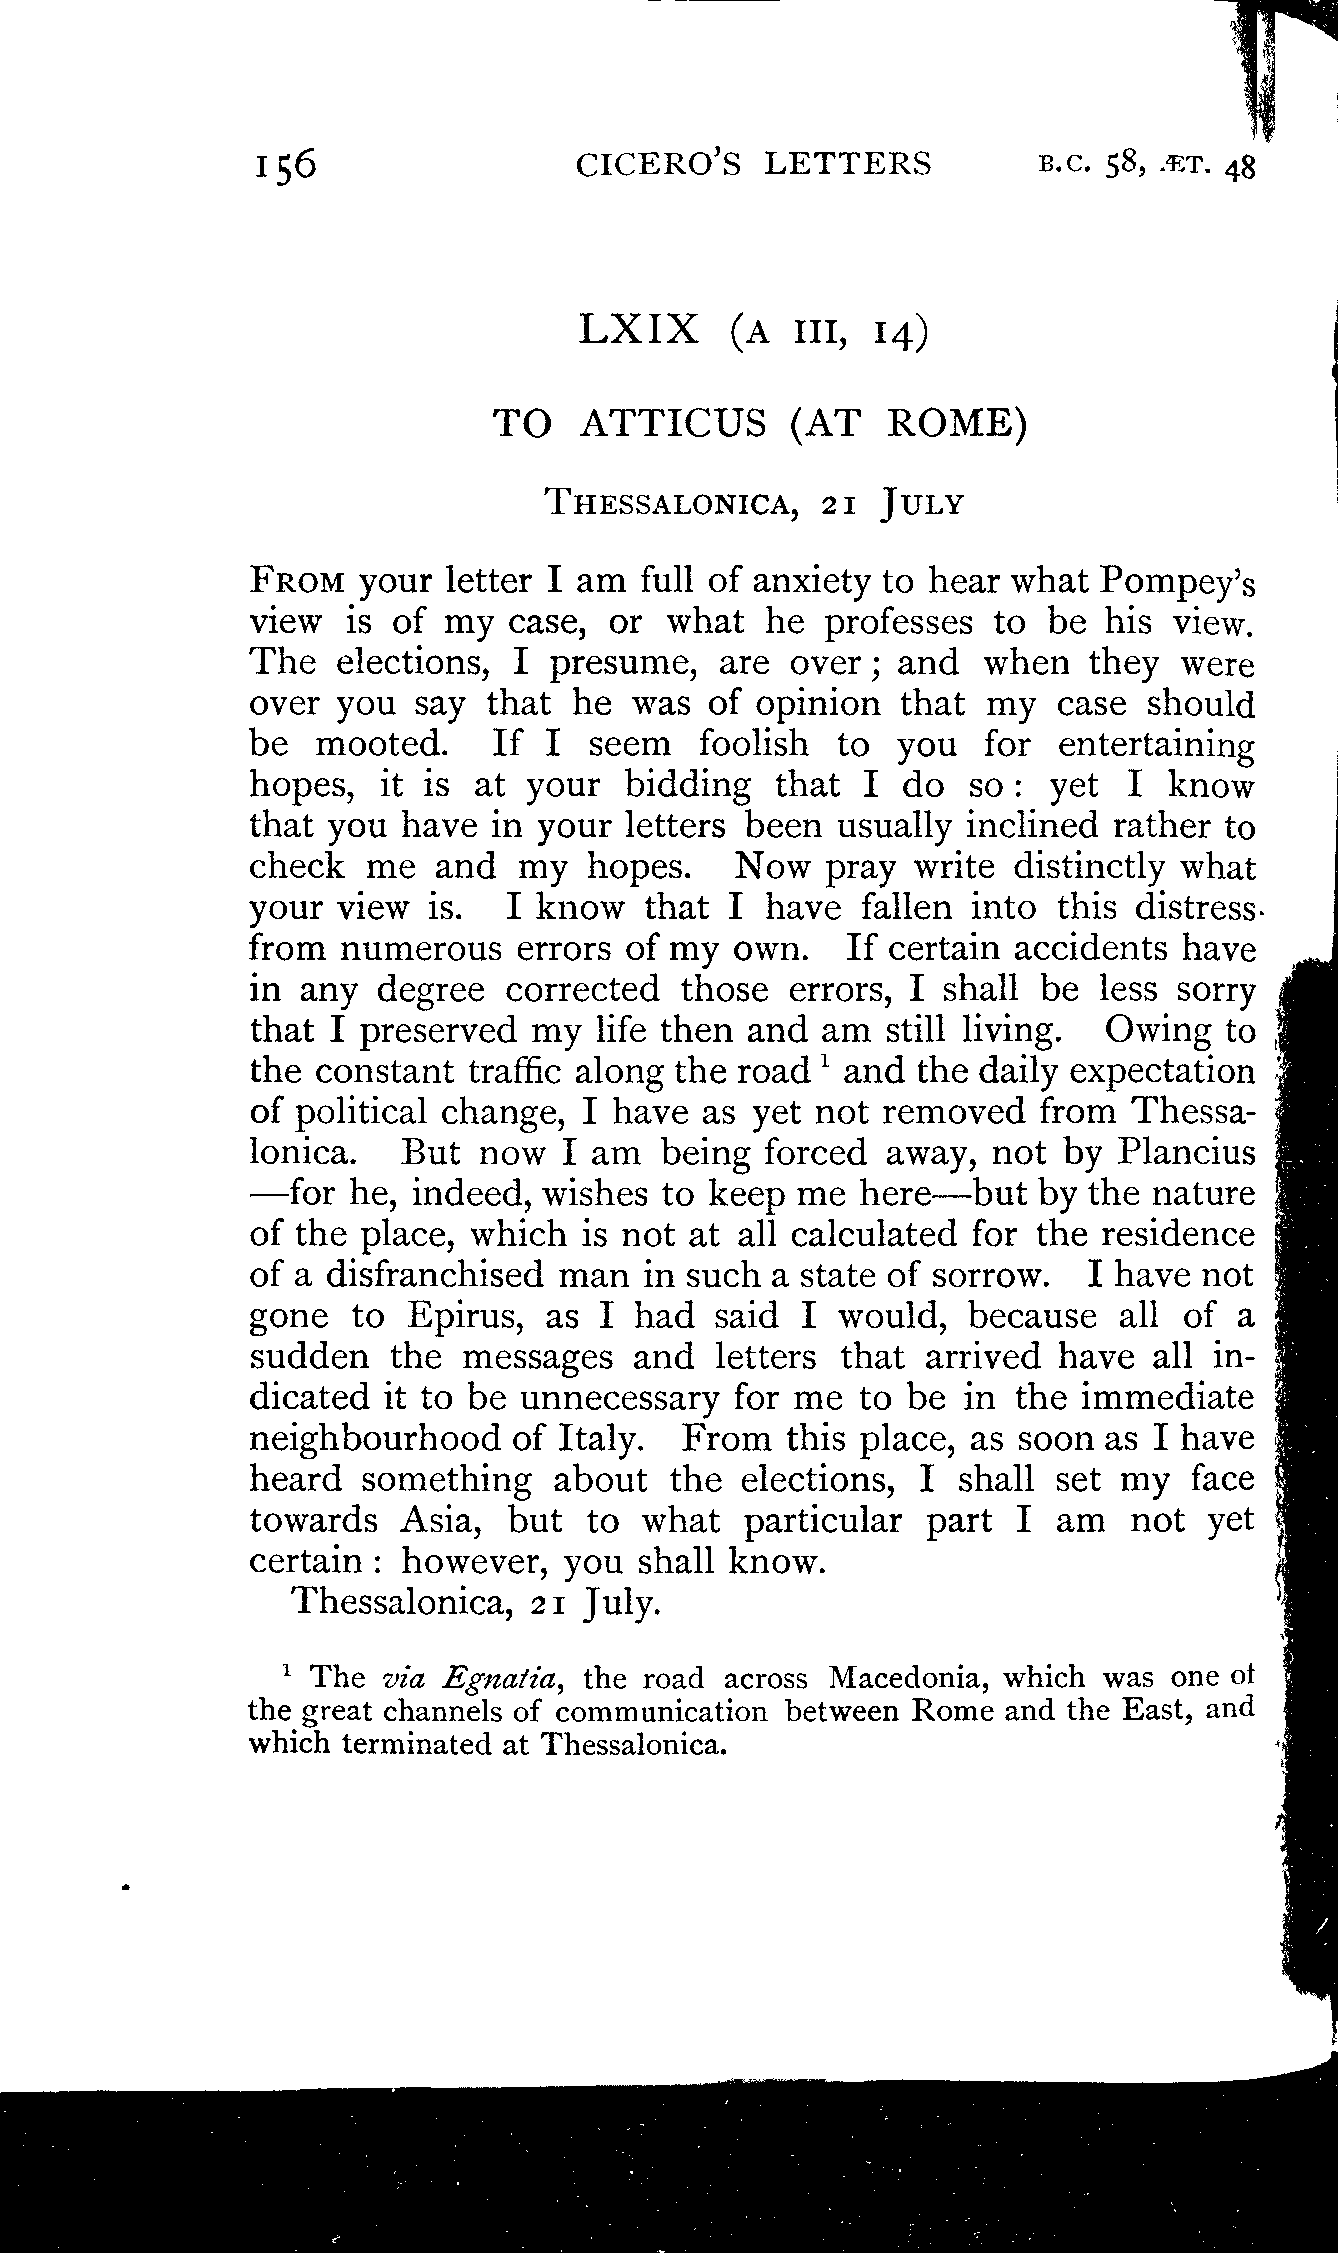 156 CICERO'S LETTERS B.C. 58, ÆT. 48
LXIX (A III, 14)
TO ATTICUS (AT ROME)
THESSALONICA, 21 JULY
FROM your letter I am full of anxiety to hear what Pompey's
view is of my case, or what he professes to be his view.
The elections, I presume, are over; and when they were
over you say that he was of opinion that my case should
be mooted. If I seem foolish to you for entertaining
hopes, it is at your bidding that I do so: yet I know
that you have in your letters been usually inclined rather to
check me and my hopes. Now pray write distinctly what
your view is. I know that I have fallen into this distress
from numerous errors of my own. If certain accidents have
in any degree corrected those errors, I shall be less sorry
that I preserved my life then and am still living. Owing to
the constant traffic along the road ¹ and the daily expectation
of political change, I have as yet not removed from Thessa-
lonica. But now I am being forced away, not by Plancius
—for he, indeed, wishes to keep me here—but by the nature
of the place, which is not at all calculated for the residence
of a disfranchised man in such a state of sorrow. I have not
gone to Epirus, as I had said I would, because all of a
sudden the messages and letters that arrived have all in-
dicated it to be unnecessary for me to be in the immediate
neighbourhood of Italy. From this place, as soon as I have
heard something about the elections, I shall set my face
towards Asia, but to what particular part I am not yet
certain: however, you shall know.
Thessalonica, 21 July.
¹ The via Egnatia, the road across Macedonia, which was one of
the great channels of communication between Rome and the East, and
which terminated at Thessalonica.